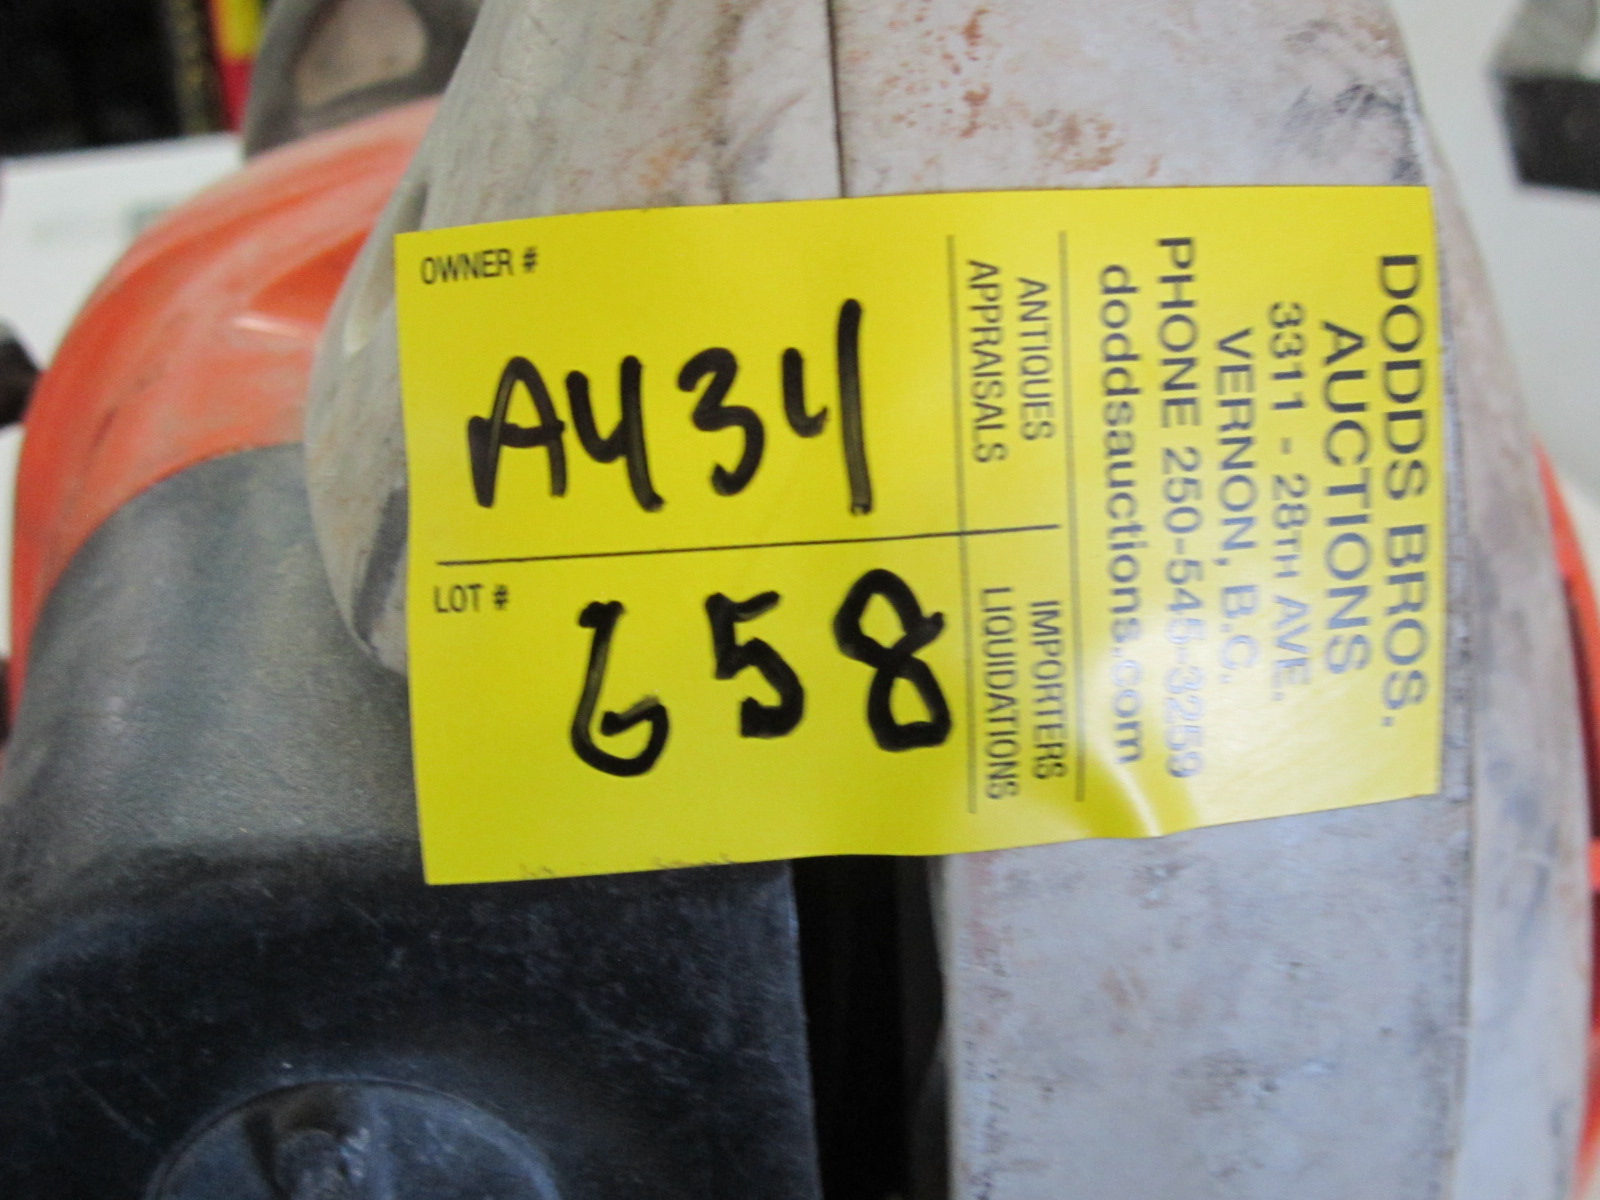 OWNER #
A434
LOT #
658
ANTIQUES
APPRAISALS
IMPORTERS
LIQUIDATIONS
DODDS BROS.
AUCTIONS
3311 - 28TH AVE.
VERNON, B.C.
PHONE 250-545-3259
doddsauctions.com